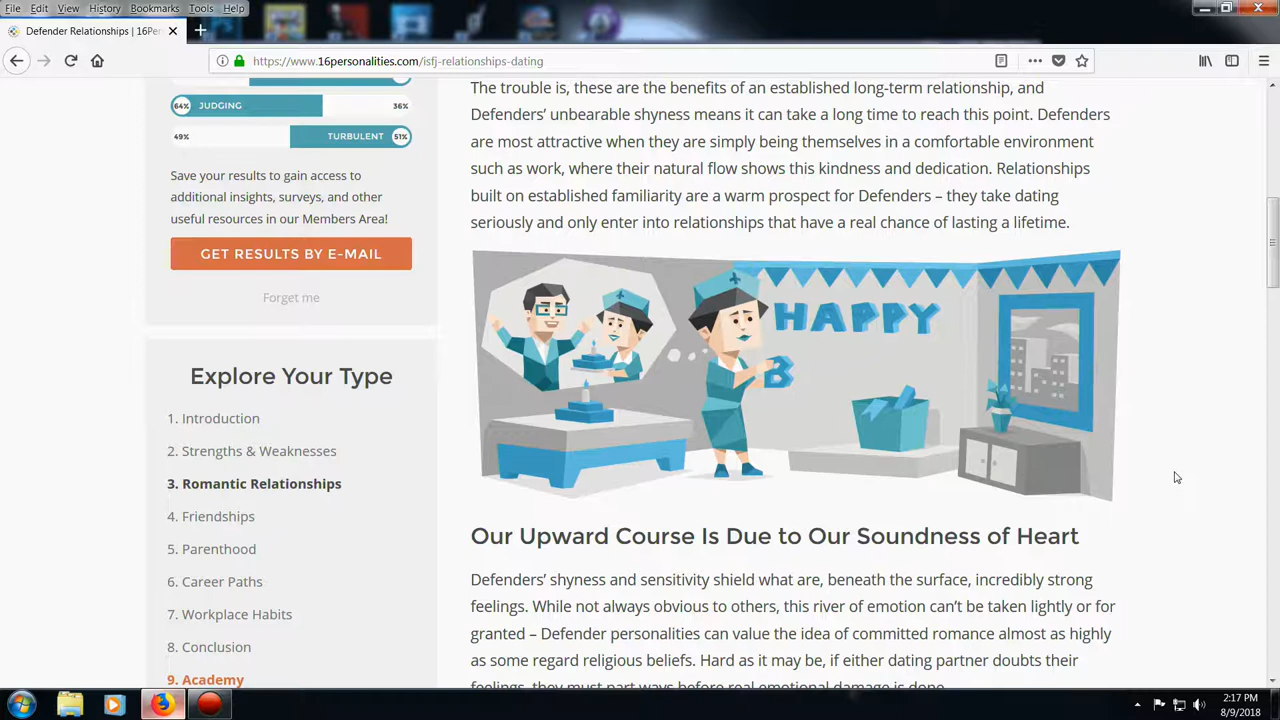 File Edit View History Bookmarks Tools Help
Defender Relationships | 16Per
https://www.16personalities.com/isfj-relationships-dating
64% JUDGING 36%
49% TURBULENT 51%
Save your results to gain access to
additional insights, surveys, and other
useful resources in our Members Area!
GET RESULTS BY E-MAIL
Forget me
Explore Your Type
1. Introduction
2. Strengths & Weaknesses
3. Romantic Relationships
4. Friendships
5. Parenthood
6. Career Paths
7. Workplace Habits
8. Conclusion
9. Academy
The trouble is, these are the benefits of an established long-term relationship, and
Defenders' unbearable shyness means it can take a long time to reach this point. Defenders
are most attractive when they are simply being themselves in a comfortable environment
such as work, where their natural flow shows this kindness and dedication. Relationships
built on established familiarity are a warm prospect for Defenders – they take dating
seriously and only enter into relationships that have a real chance of lasting a lifetime.
HAPPY
B
Our Upward Course Is Due to Our Soundness of Heart
Defenders' shyness and sensitivity shield what are, beneath the surface, incredibly strong
feelings. While not always obvious to others, this river of emotion can't be taken lightly or for
granted – Defender personalities can value the idea of committed romance almost as highly
as some regard religious beliefs. Hard as it may be, if either dating partner doubts their
feelings, they must part ways before real emotional damage is done.
2:17 PM
8/9/2018